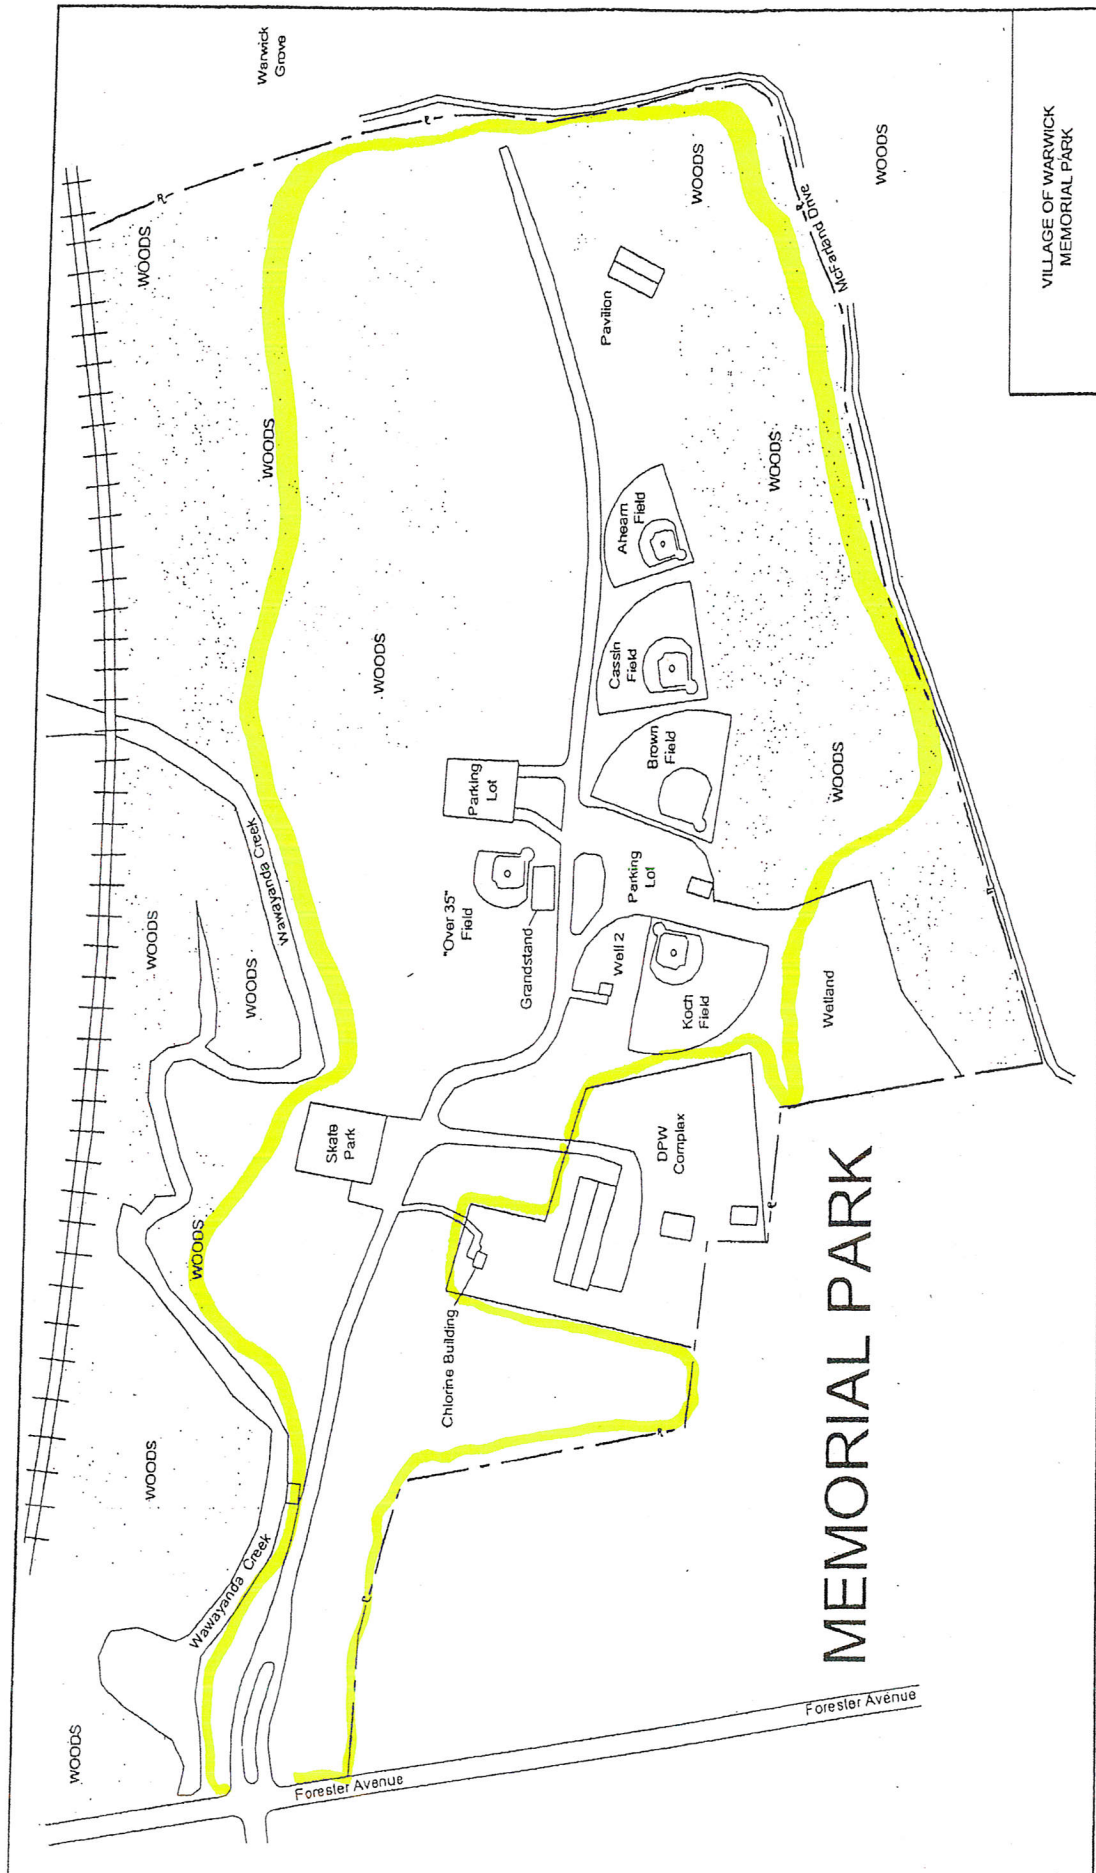 Warwick
Grove
WOODS
WOODS
WOODS
WOODS
McFarland Drive
WOODS
Pavilion
WOODS
WOODS
WOODS
Ahearn
Field
Cassin
Field
Brown
Field
Parking
Lot
Parking
Lot
"Over 35"
Field
Grandstand
Well 2
Koch
Field
Wetland
Wawayanda Creek
WOODS
WOODS
Skate
Park
DPW
Complex
WOODS
Chlorine Building
WOODS
Wawayanda Creek
WOODS
Forester Avenue
Forester Avenue
MEMORIAL PARK
VILLAGE OF WARWICK
MEMORIAL PARK